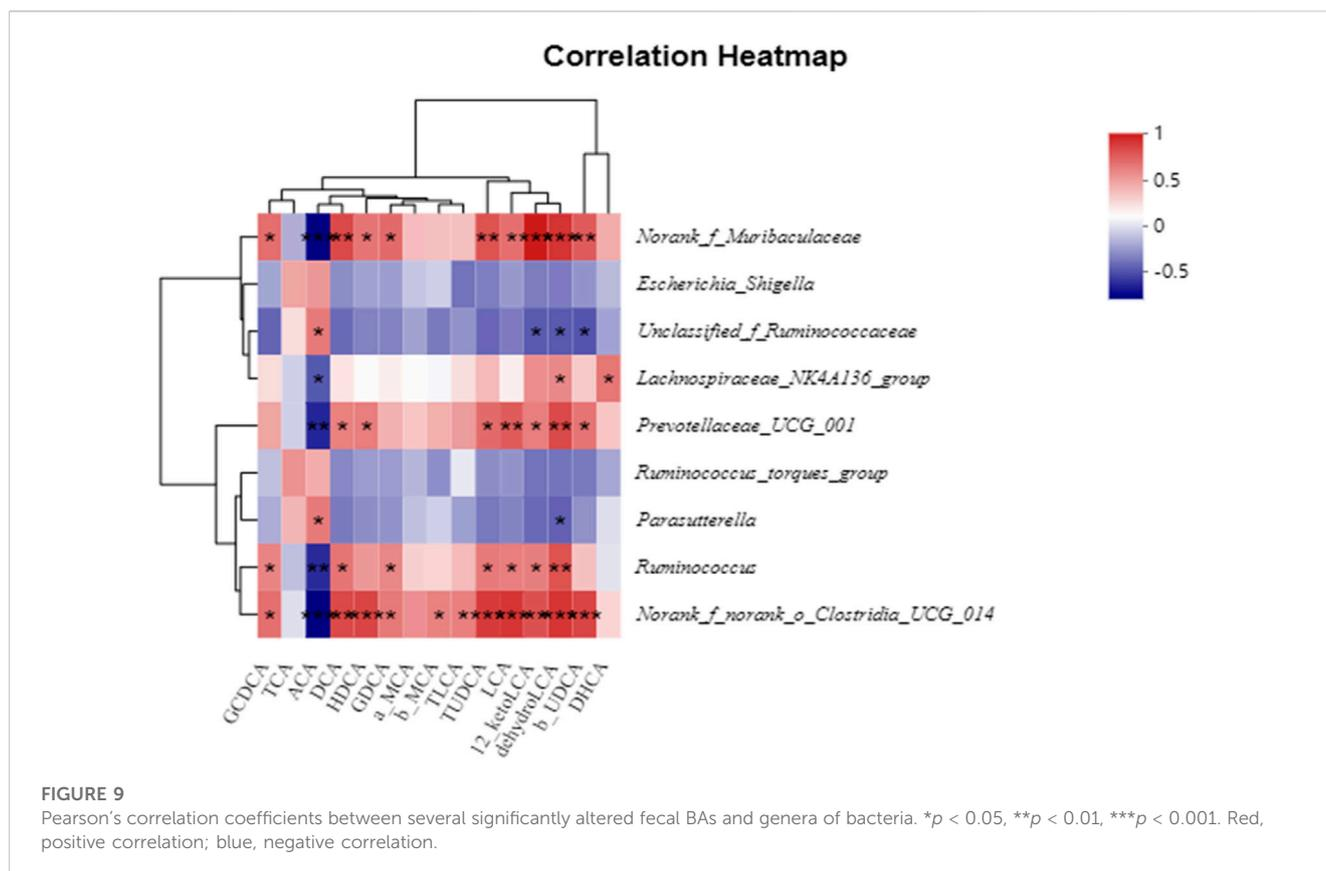 Correlation Heatmap
1
0.5
0
-0.5
Norank_f_Muribaculaceae
Escherichia_Shigella
Unclassified_f_Ruminococcaceae
Lachnospiraceae_NK4A136_group
Prevotellaceae_UCG_001
Ruminococcus_torques_group
Parasutterella
Ruminococcus
Norank_f_norank_o_Clostridia_UCG_014
GCDCA
TCA
ACA
DCA
HDCA
GDCA
a_MCA
b_MCA
TLCA
TUDCA
LCA
12_ketoLCA
dehydroLCA
b_UDCA
DHCA
FIGURE 9
Pearson's correlation coefficients between several significantly altered fecal BAs and genera of bacteria. *p < 0.05, **p < 0.01, ***p < 0.001. Red,
positive correlation; blue, negative correlation.